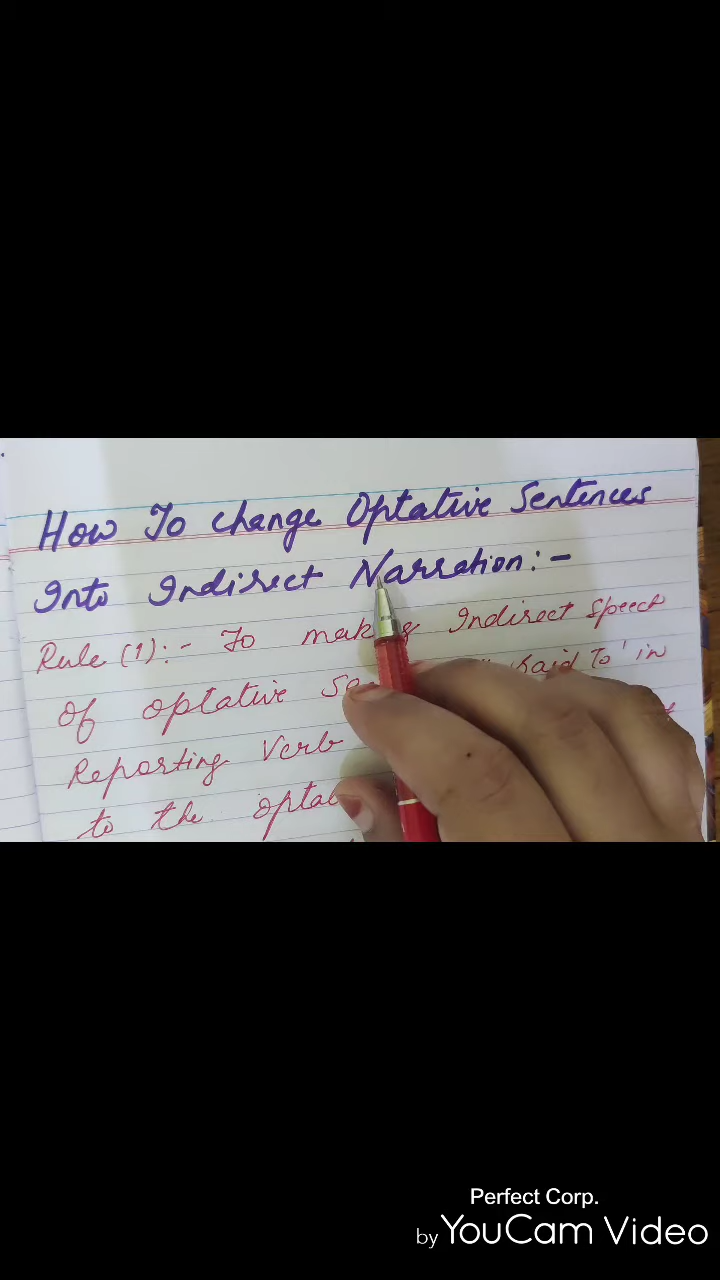 How To change Optative Sentences
Into Indirect Narration:-
Rule (1):- To making Indirect Speech
of optative said To' in
Reporting Verb
to the
Perfect Corp.
by YouCam Video